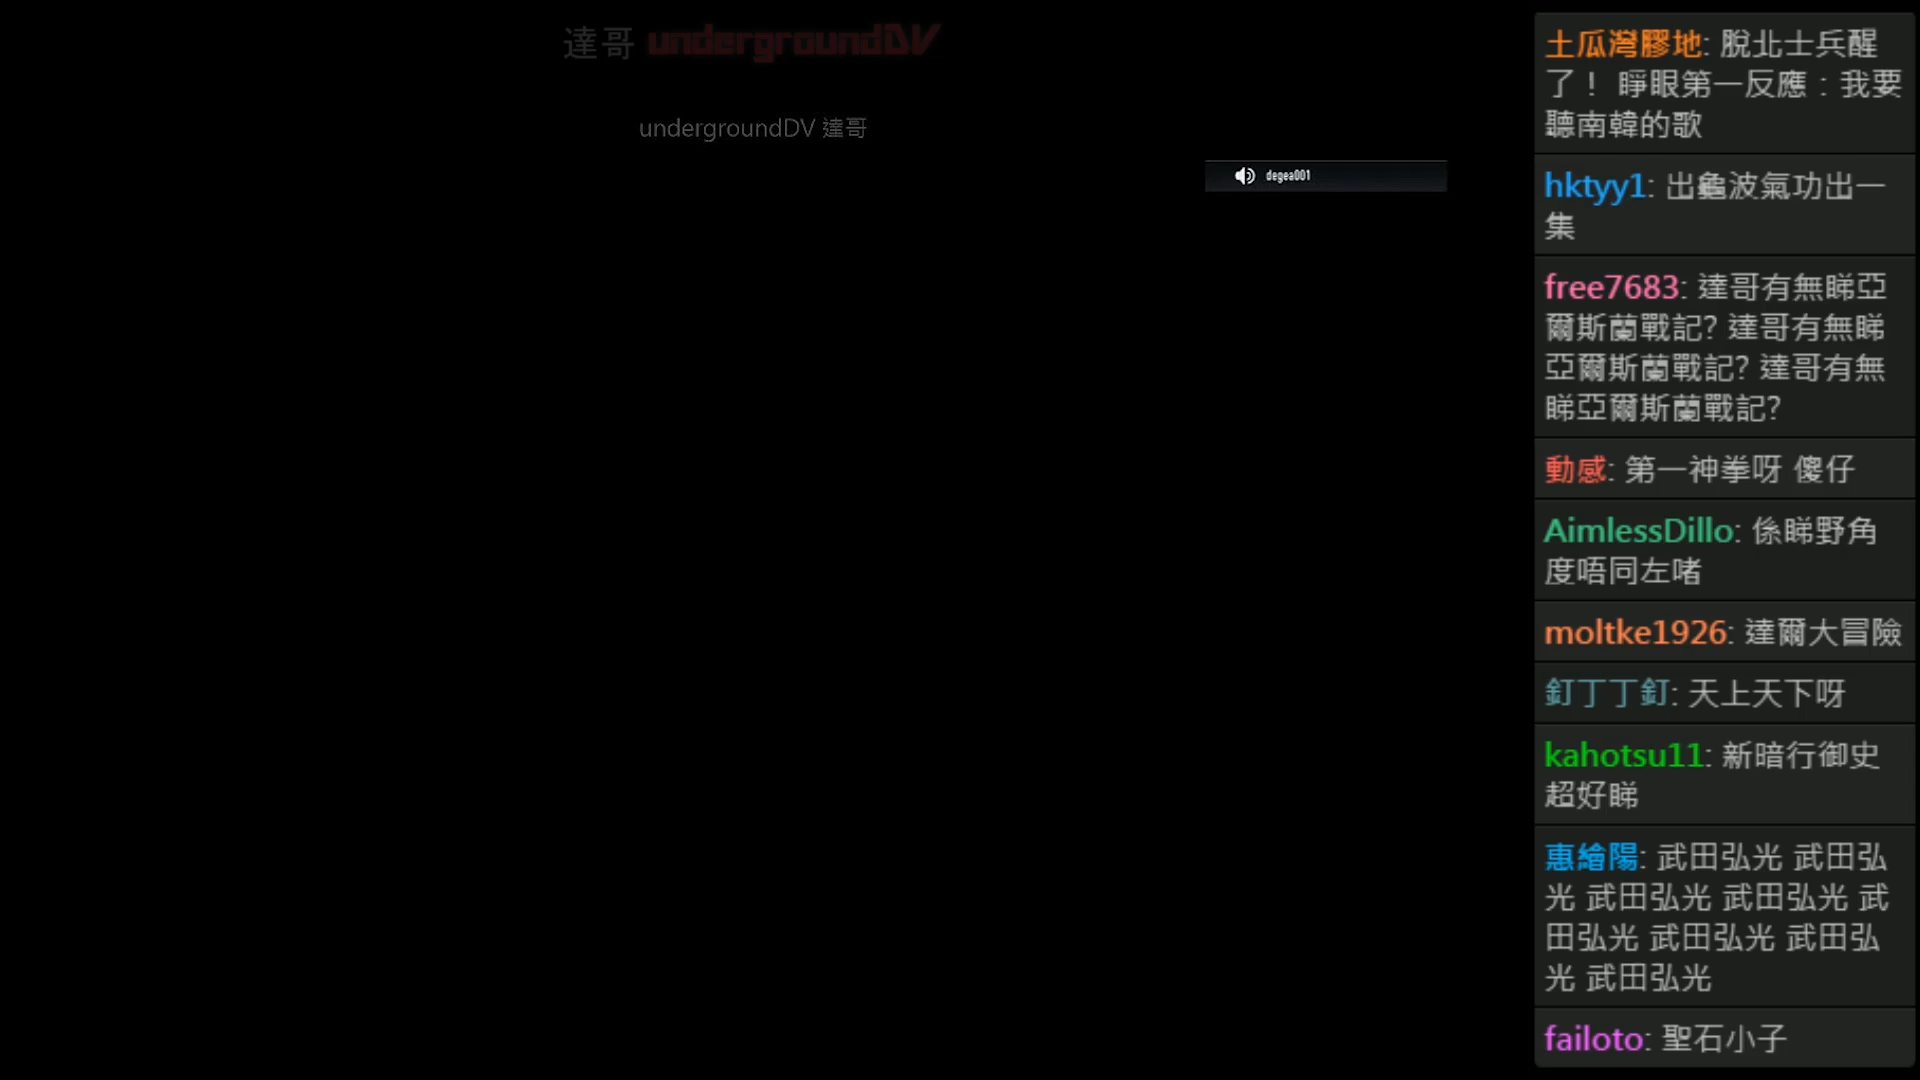 達哥 undergroundDV
undergroundDV 達哥
degea001
土瓜灣膠地: 脫北士兵醒
了！ 睜眼第一反應：我要
聽南韓的歌
hktyy1: 出龜波氣功出一
集
free7683: 達哥有無睇亞
爾斯蘭戰記? 達哥有無睇
亞爾斯蘭戰記? 達哥有無
睇亞爾斯蘭戰記?
動感: 第一神拳呀 傻仔
AimlessDillo: 係睇野角
度唔同左啫
moltke1926: 達爾大冒險
釘丁丁釘: 天上天下呀
kahotsu11: 新暗行御史
超好睇
惠繪陽: 武田弘光 武田弘
光 武田弘光 武田弘光 武
田弘光 武田弘光 武田弘
光 武田弘光
failoto: 聖石小子